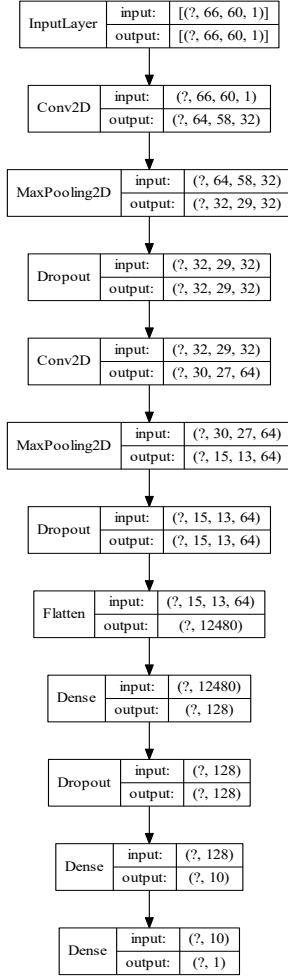 InputLayer input: [(?, 66, 60, 1)]
output: [(?, 66, 60, 1)]
Conv2D input: (?, 66, 60, 1)
output: (?, 64, 58, 32)
MaxPooling2D input: (?, 64, 58, 32)
output: (?, 32, 29, 32)
Dropout input: (?, 32, 29, 32)
output: (?, 32, 29, 32)
Conv2D input: (?, 32, 29, 32)
output: (?, 30, 27, 64)
MaxPooling2D input: (?, 30, 27, 64)
output: (?, 15, 13, 64)
Dropout input: (?, 15, 13, 64)
output: (?, 15, 13, 64)
Flatten input: (?, 15, 13, 64)
output: (?, 12480)
Dense input: (?, 12480)
output: (?, 128)
Dropout input: (?, 128)
output: (?, 128)
Dense input: (?, 128)
output: (?, 10)
Dense input: (?, 10)
output: (?, 1)